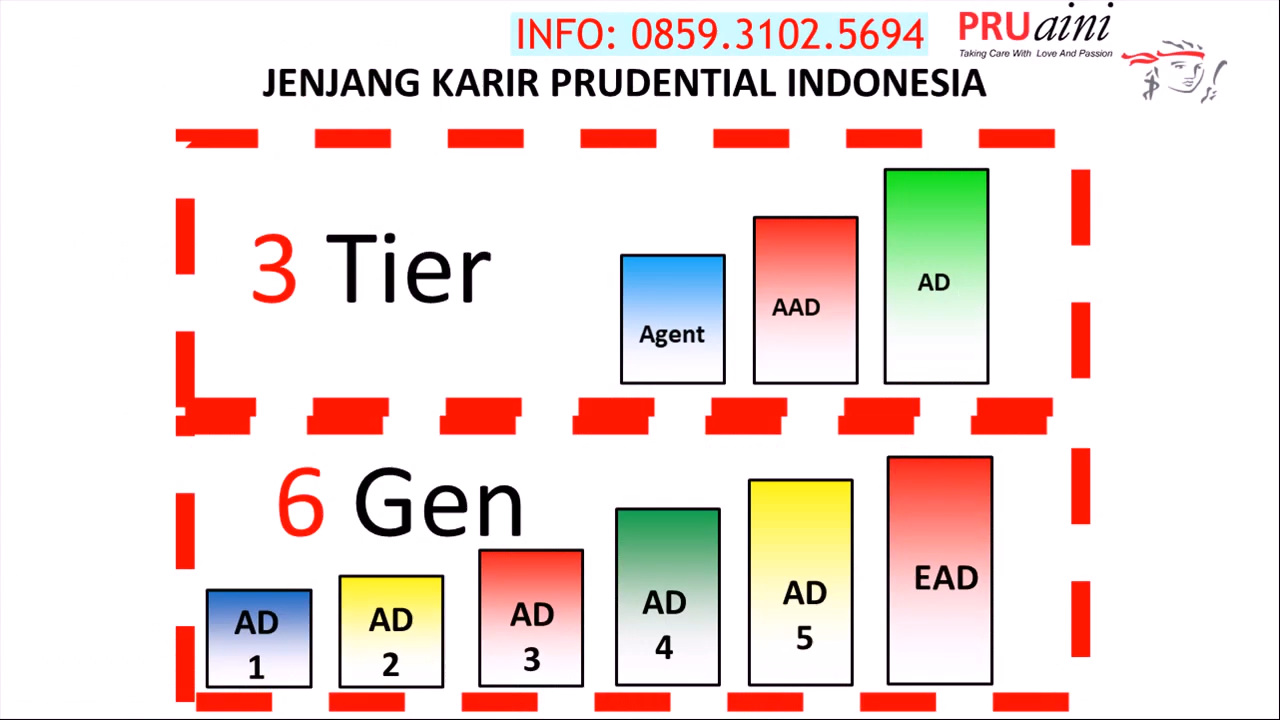 INFO: 0859.3102.5694
PRUaini
Taking Care With Love And Passion
JENJANG KARIR PRUDENTIAL INDONESIA
3 Tier
Agent
AAD
AD
6 Gen
AD
1
AD
2
AD
3
AD
4
AD
5
EAD